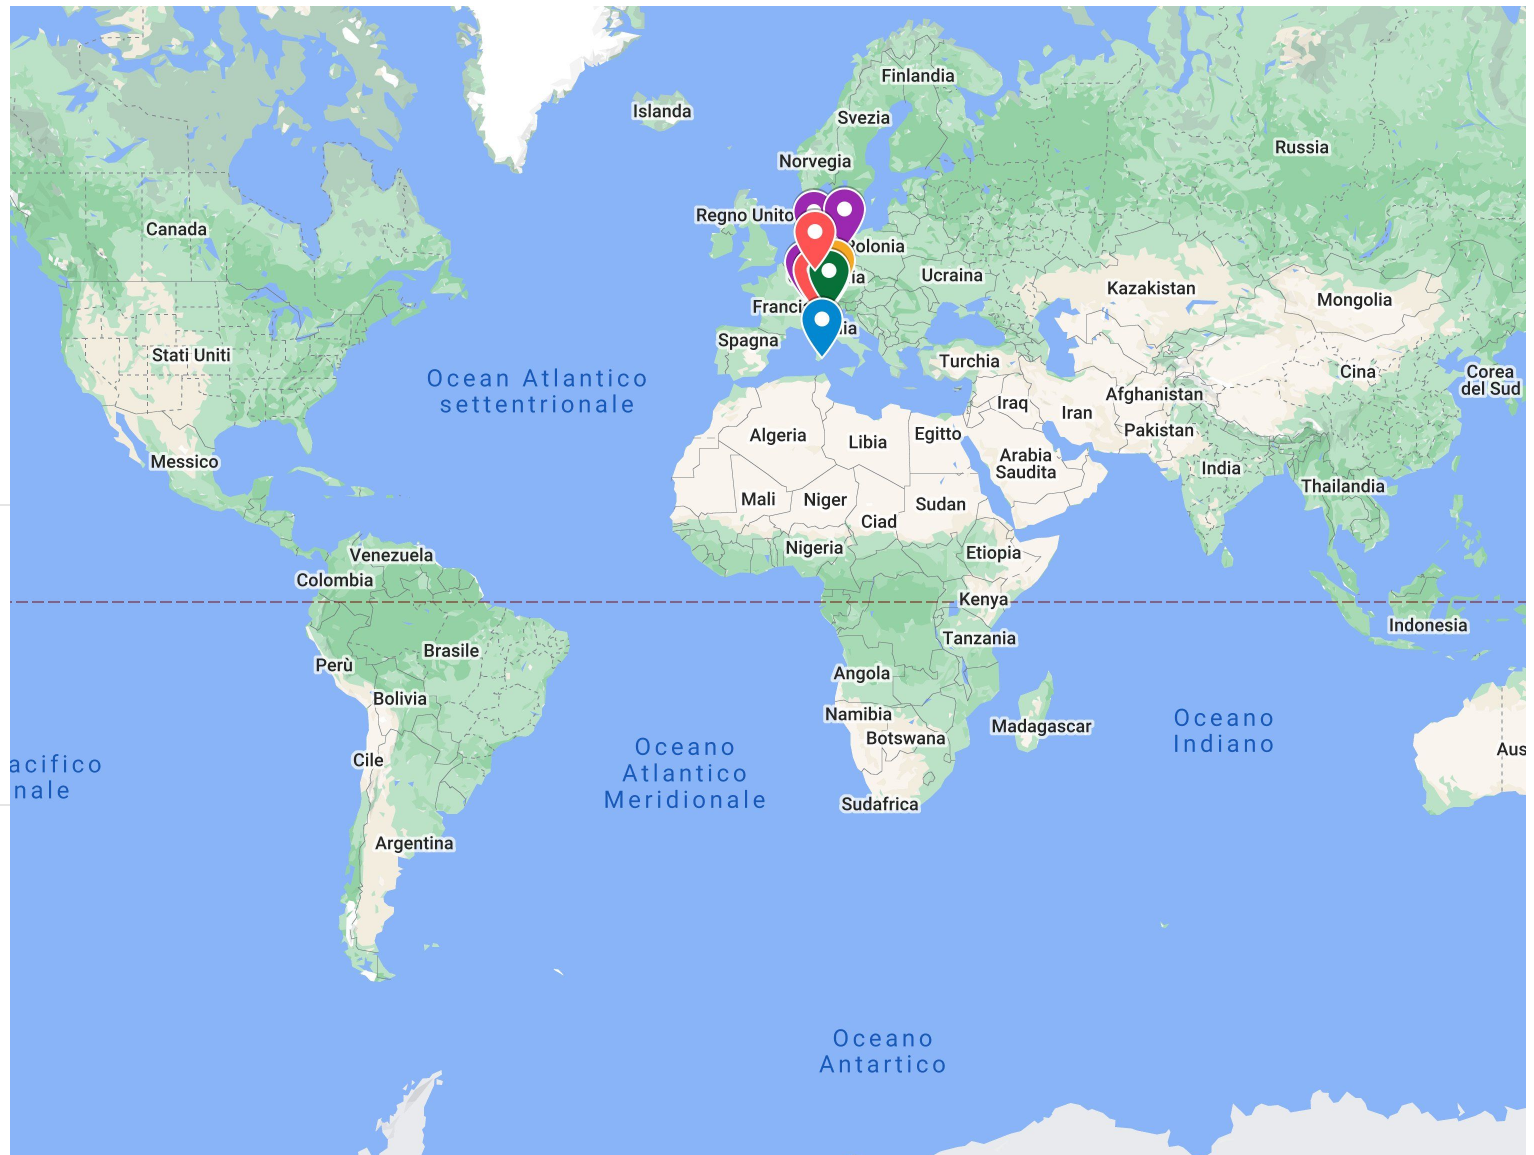 Finlandia
Islanda
Svezia
Russia
Norvegia
Regno Unito
Canada
Polonia
Ucraina
ia
Kazakistan
Mongolia
Francia
ia
Spagna
Stati Uniti
Turchia
Cina
Corea
del Sud
Ocean Atlantico
settentrionale
Afghanistan
Iraq
Iran
Pakistan
Algeria
Libia
Egitto
Arabia
Saudita
Messico
India
Thailandia
Mali
Niger
Sudan
Ciad
Nigeria
Etiopia
Venezuela
Colombia
Kenya
Indonesia
Tanzania
Brasile
Perù
Angola
Bolivia
Namibia
Madagascar
Oceano
Indiano
Botswana
Oceano
Atlantico
Meridionale
Aus
Cile
acifico
nale
Sudafrica
Argentina
Oceano
Antartico